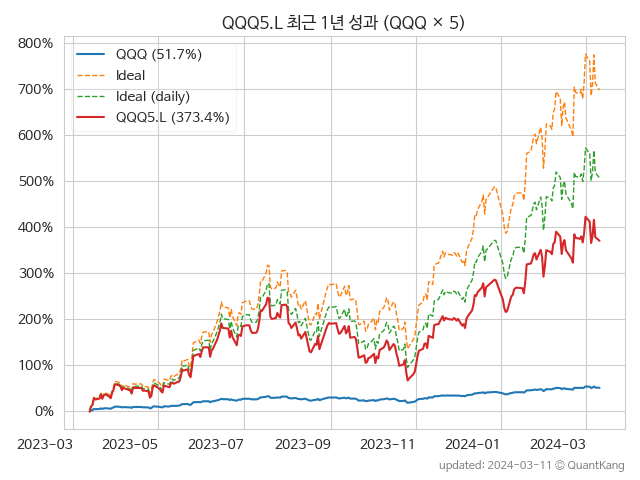 QQQ5.L 최근 1년 성과 (QQQ × 5)
800%
700%
600%
500%
400%
300%
200%
100%
0%
QQQ (51.7%)
Ideal
Ideal (daily)
QQQ5.L (373.4%)
2023-03
2023-05
2023-07
2023-09
2023-11
2024-01
2024-03
updated: 2024-03-11 ⓒ QuantKang